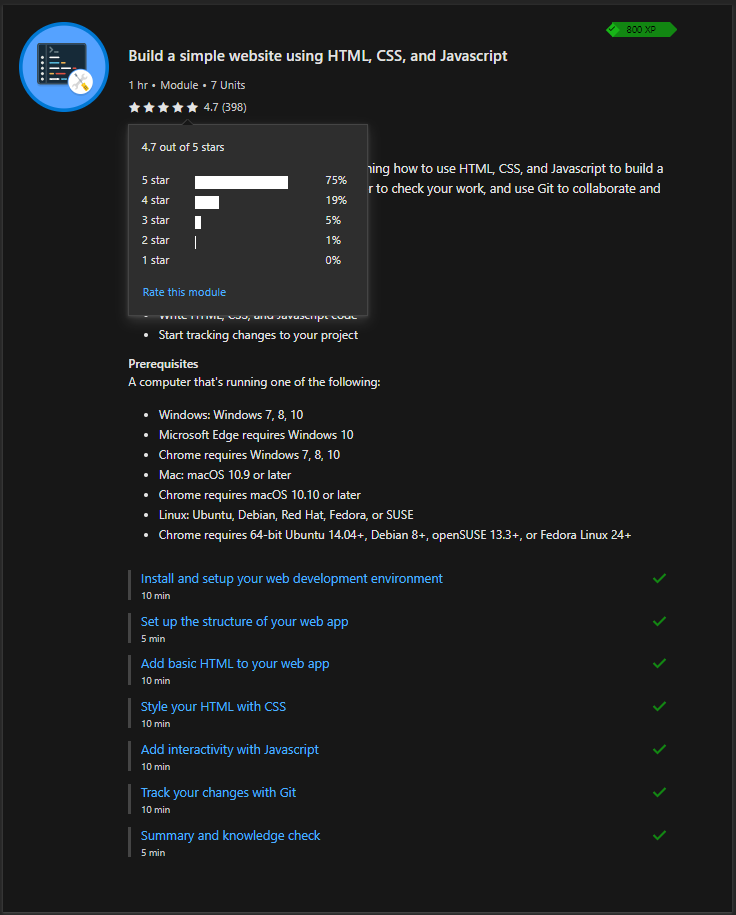 800 XP
Build a simple website using HTML, CSS, and Javascript
1 hr • Module • 7 Units
4.7 (398)
4.7 out of 5 stars
5 star 75%
4 star 19%
3 star 5%
2 star 1%
1 star 0%
Rate this module
how to use HTML, CSS, and Javascript to build a
to check your work, and use Git to collaborate and
• Write HTML, CSS, and Javascript code
• Start tracking changes to your project
Prerequisites
A computer that's running one of the following:
• Windows: Windows 7, 8, 10
• Microsoft Edge requires Windows 10
• Chrome requires Windows 7, 8, 10
• Mac: macOS 10.9 or later
• Chrome requires macOS 10.10 or later
• Linux: Ubuntu, Debian, Red Hat, Fedora, or SUSE
• Chrome requires 64-bit Ubuntu 14.04+, Debian 8+, openSUSE 13.3+, or Fedora Linux 24+
Install and setup your web development environment
10 min
Set up the structure of your web app
5 min
Add basic HTML to your web app
10 min
Style your HTML with CSS
10 min
Add interactivity with Javascript
10 min
Track your changes with Git
10 min
Summary and knowledge check
5 min